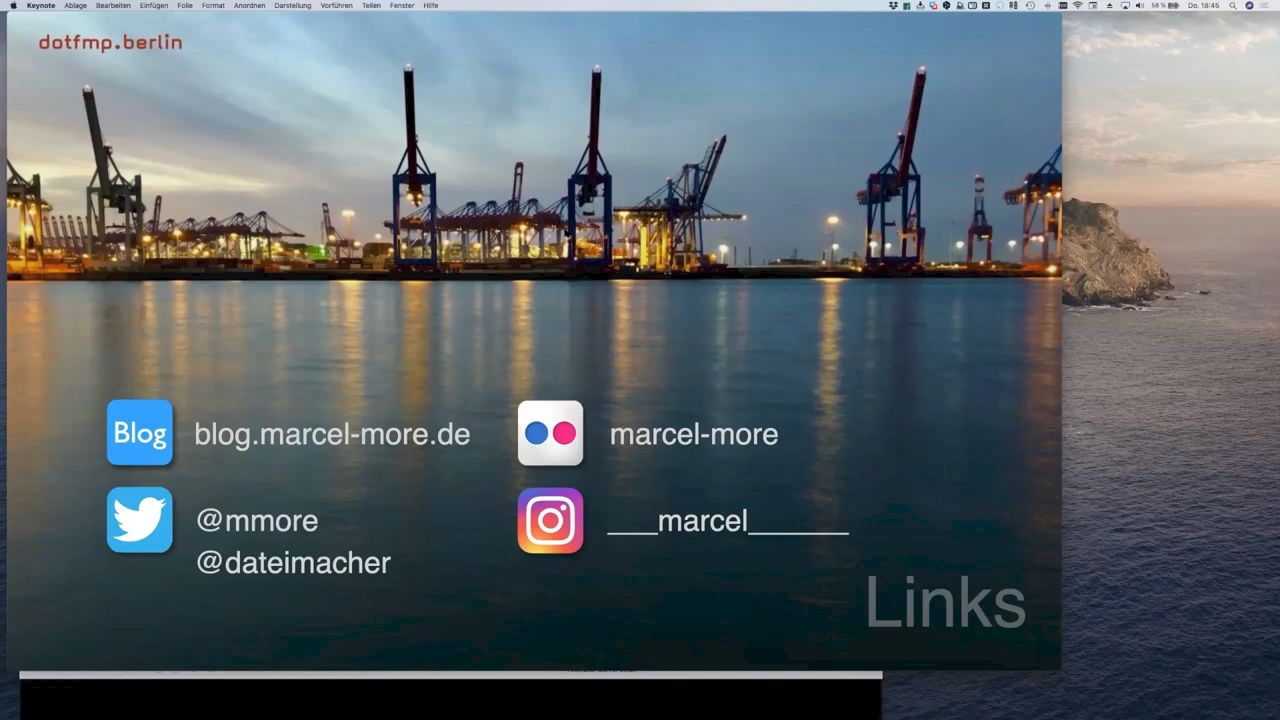 Keynote Ablage Bearbeiten Einfügen Folie Format Anordnen Darstellung Vorführen Teilen Fenster Hilfe 58 % Do. 18:45
dotfmp.berlin
Blog blog.marcel-more.de
marcel-more
@mmore
@dateimacher
___marcel______
Links